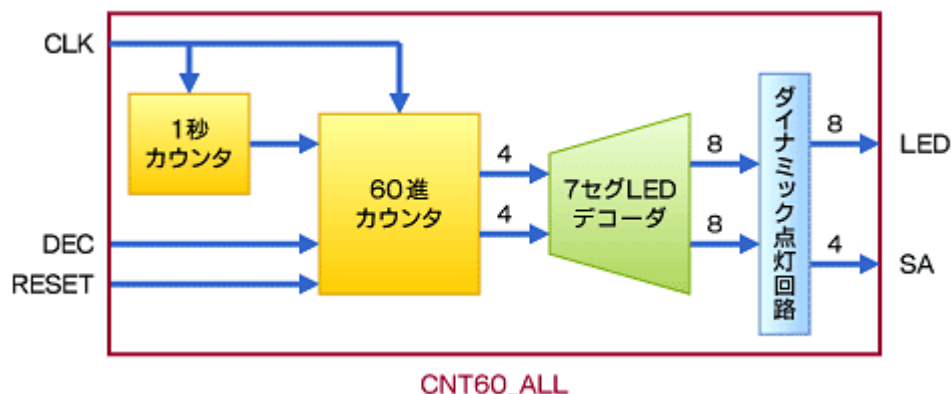 CLK
1秒
カウンタ
DEC
RESET
60進
カウンタ
4
4
7セグLED
デコーダ
8
8
ダイナミック点灯回路
8
LED
4
SA
CNT60_ALL